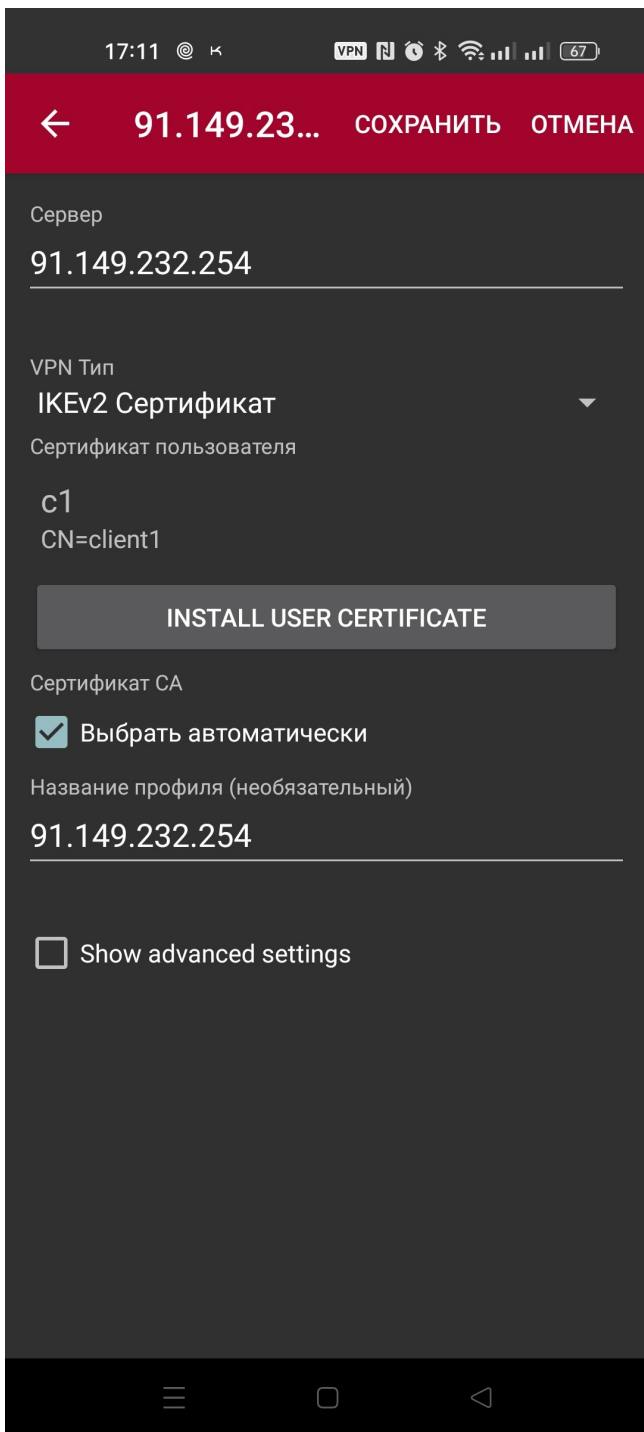 17:11 VPN 67
91.149.23... СОХРАНИТЬ ОТМЕНА
Сервер
91.149.232.254
VPN Тип
IKEv2 Сертификат
Сертификат пользователя
c1
CN=client1
INSTALL USER CERTIFICATE
Сертификат CA
Выбрать автоматически
Название профиля (необязательный)
91.149.232.254
Show advanced settings